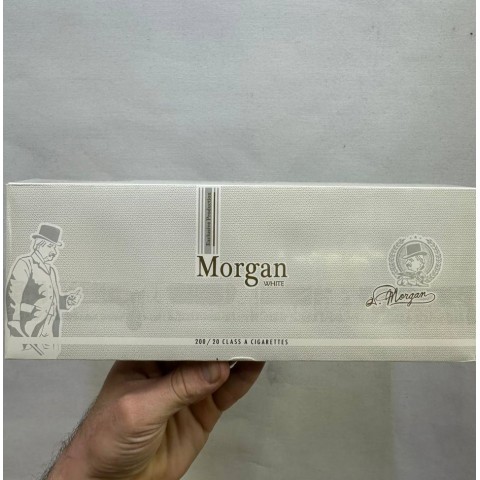 Exclusive Production
Morgan
WHITE
Morgan
200/20 CLASS A CIGARETTES